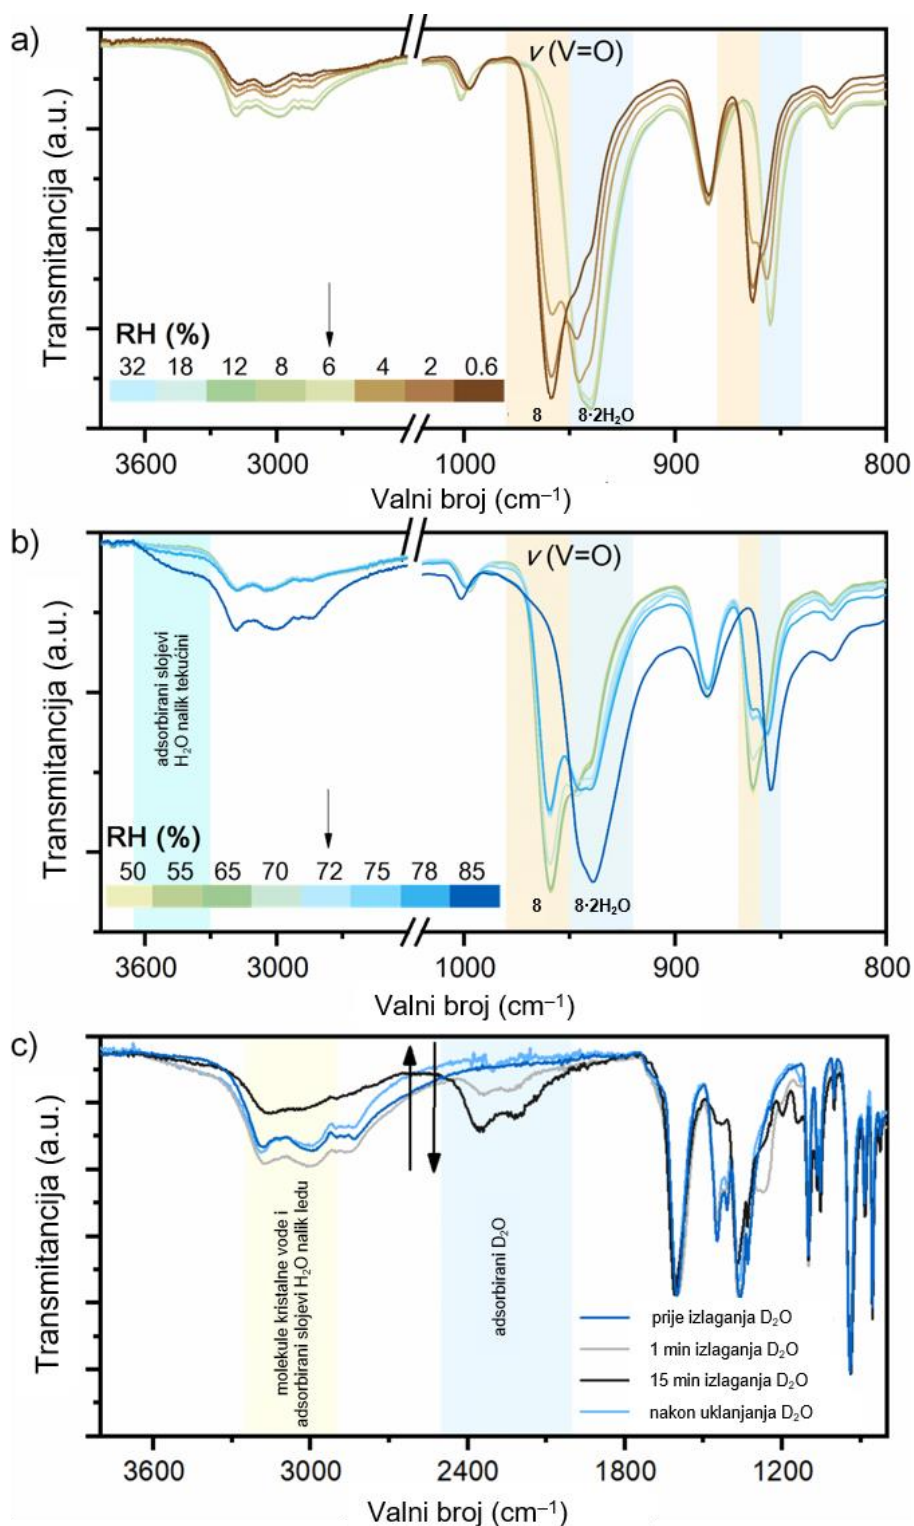 a)
ν (V=O)
Transmitancija (a.u.)
RH (%)
32 18 12 8 6 4 2 0.6
8 8·2H₂O
3600 3000 1000 900 800
Valni broj (cm⁻¹)
b)
ν (V=O)
Transmitancija (a.u.)
adsorbirani slojevi
H₂O nalik tekućini
RH (%)
50 55 65 70 72 75 78 85
8 8·2H₂O
3600 3000 1000 900 800
Valni broj (cm⁻¹)
c)
Transmitancija (a.u.)
molekule kristalne vode i
adsorbirani slojevi H₂O nalik ledu
adsorbirani D₂O
prije izlaganja D₂O
1 min izlaganja D₂O
15 min izlaganja D₂O
nakon uklanjanja D₂O
3600 3000 2400 1800 1200
Valni broj (cm⁻¹)